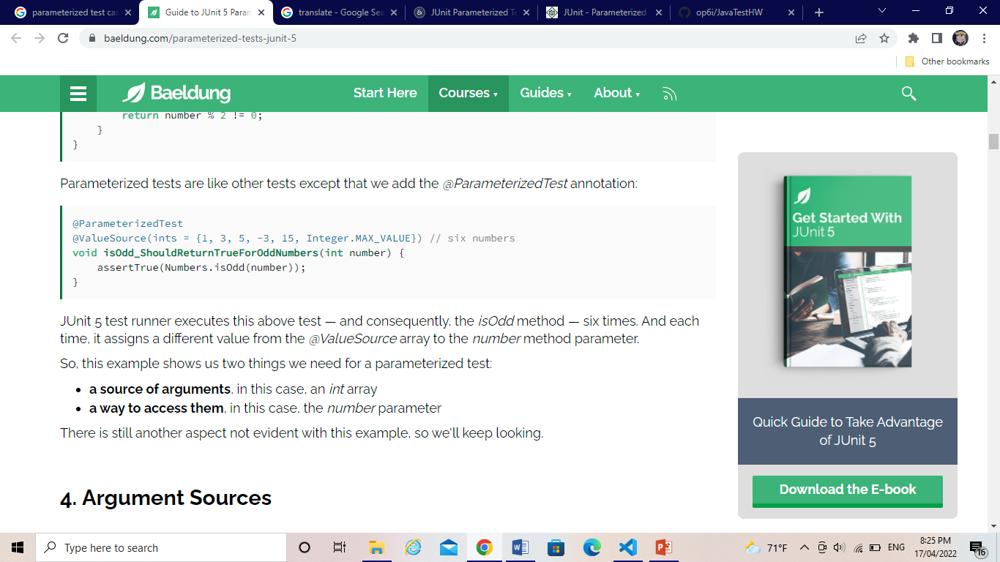 parameterized test cas
Guide to JUnit 5 Paran
translate - Google Sea
JUnit Parameterized Te
JUnit - Parameterized
op6i/JavaTestHW
baeldung.com/parameterized-tests-junit-5
Other bookmarks
Baeldung
Start Here
Courses
Guides
About
return number % 2 != 0;
}
}
Parameterized tests are like other tests except that we add the @ParameterizedTest annotation:
@ParameterizedTest
@ValueSource(ints = {1, 3, 5, -3, 15, Integer.MAX_VALUE}) // six numbers
void isOdd_ShouldReturnTrueForOddNumbers(int number) {
assertTrue(Numbers.isOdd(number));
}
JUnit 5 test runner executes this above test — and consequently, the isOdd method — six times. And each
time, it assigns a different value from the @ValueSource array to the number method parameter.
So, this example shows us two things we need for a parameterized test:
• a source of arguments, in this case, an int array
• a way to access them, in this case, the number parameter
There is still another aspect not evident with this example, so we'll keep looking.
4. Argument Sources
Get Started With
JUnit 5
Quick Guide to Take Advantage
of JUnit 5
Download the E-book
Type here to search
71°F
ENG
8:25 PM
17/04/2022
16